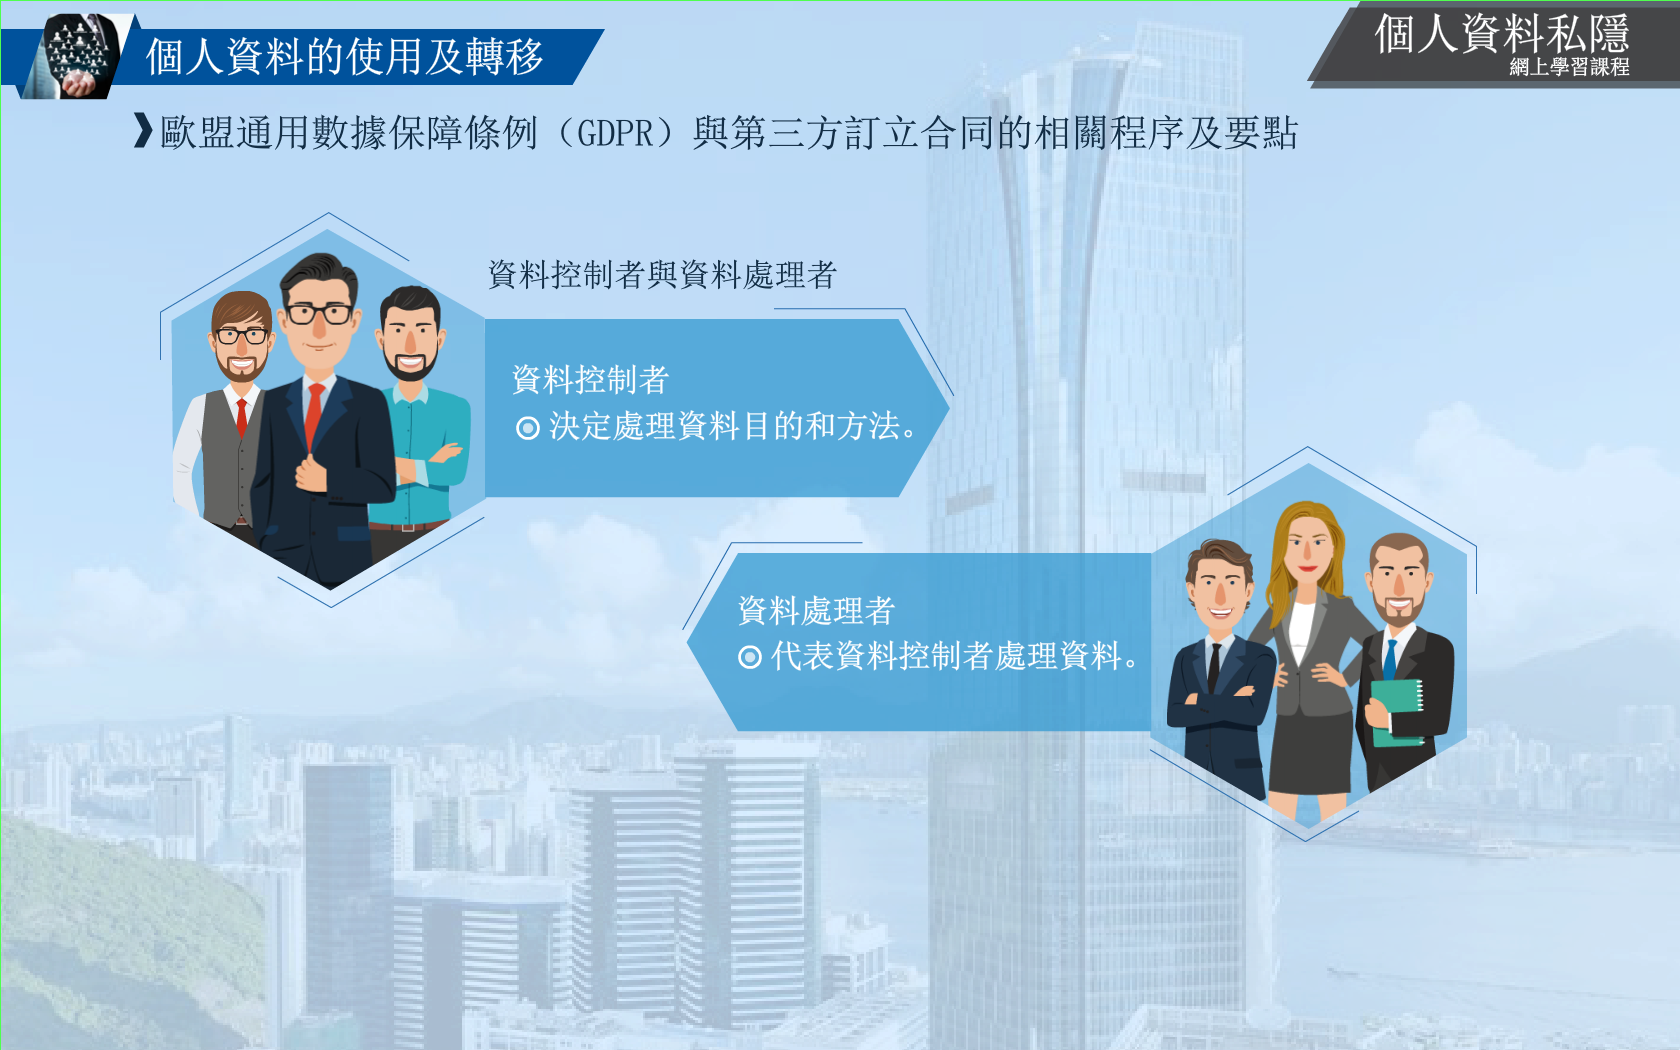 個人資料的使用及轉移
個人資料私隱
網上學習課程
歐盟通用數據保障條例（GDPR）與第三方訂立合同的相關程序及要點
資料控制者與資料處理者
資料控制者
決定處理資料目的和方法。
資料處理者
代表資料控制者處理資料。